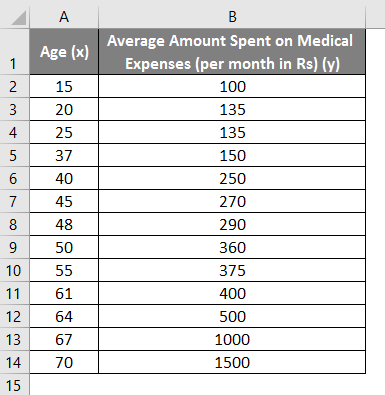 A B
1 Age (x) Average Amount Spent on Medical
Expenses (per month in Rs) (y)
2 15 100
3 20 135
4 25 135
5 37 150
6 40 250
7 45 270
8 48 290
9 50 360
10 55 375
11 61 400
12 64 500
13 67 1000
14 70 1500
15